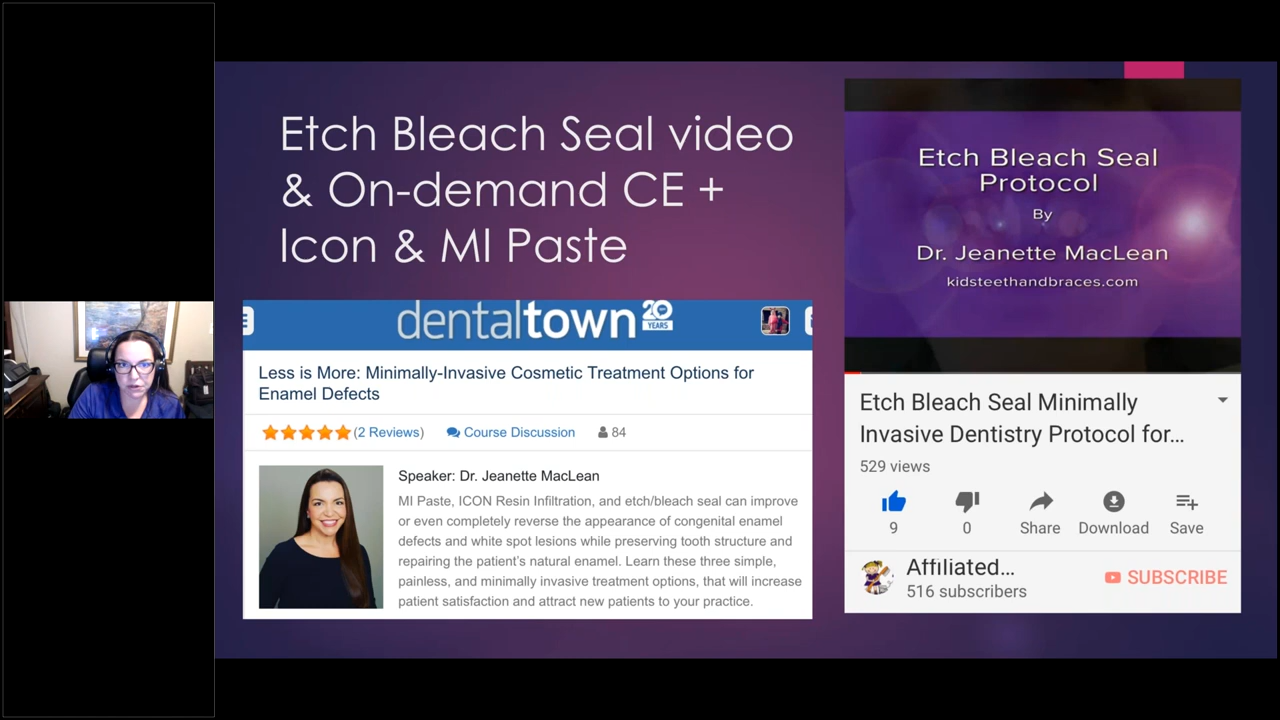 Etch Bleach Seal video
& On-demand CE +
Icon & MI Paste
dentaltown
20
YEARS
Less is More: Minimally-Invasive Cosmetic Treatment Options for
Enamel Defects
(2 Reviews)
Course Discussion
84
Speaker: Dr. Jeanette MacLean
MI Paste, ICON Resin Infiltration, and etch/bleach seal can improve
or even completely reverse the appearance of congenital enamel
defects and white spot lesions while preserving tooth structure and
repairing the patient's natural enamel. Learn these three simple,
painless, and minimally invasive treatment options, that will increase
patient satisfaction and attract new patients to your practice.
Etch Bleach Seal
Protocol
By
Dr. Jeanette MacLean
kidsteethandbraces.com
Etch Bleach Seal Minimally
Invasive Dentistry Protocol for...
529 views
9
0
Share
Download
Save
Affiliated...
516 subscribers
SUBSCRIBE